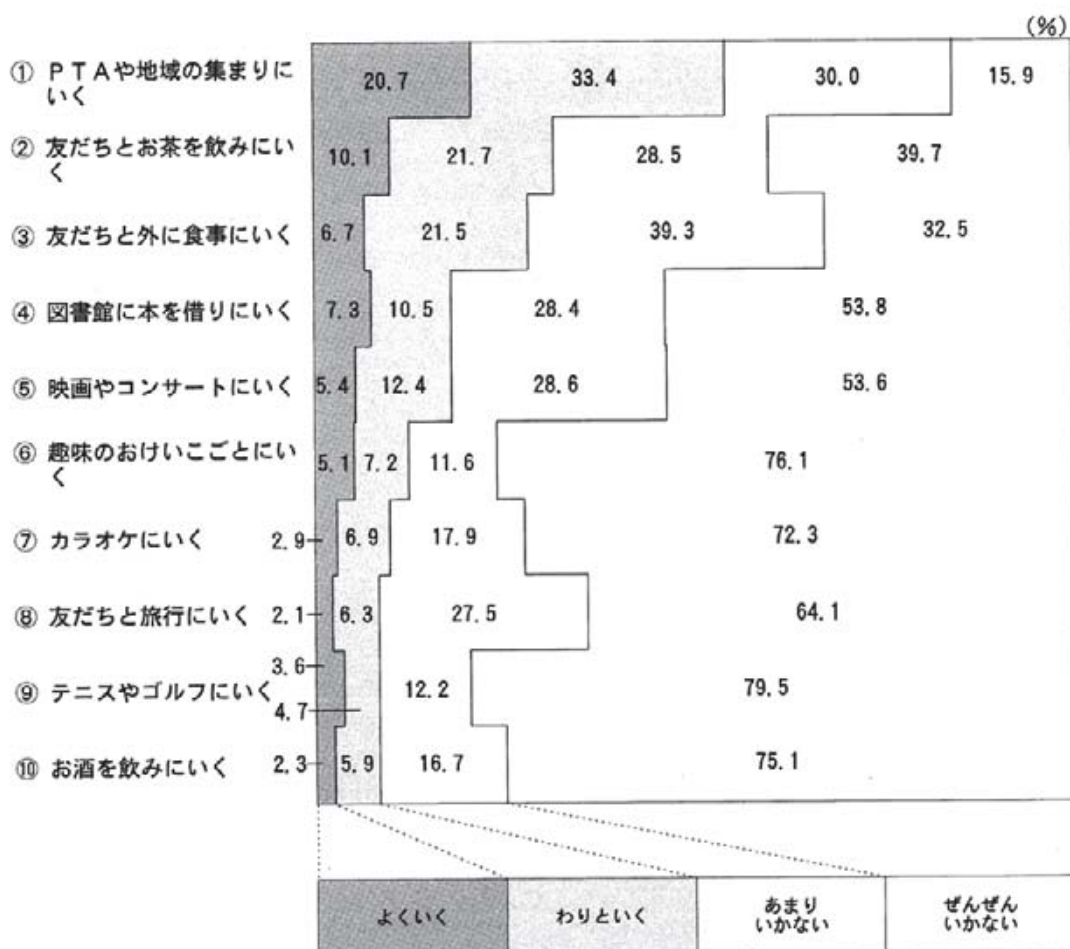 (%)
① PTAや地域の集まりに
いく
20.7 33.4 30.0 15.9
② 友だちとお茶を飲みにい
く
10.1 21.7 28.5 39.7
③ 友だちと外に食事にいく
6.7 21.5 39.3 32.5
④ 図書館に本を借りにいく
7.3 10.5 28.4 53.8
⑤ 映画やコンサートにいく
5.4 12.4 28.6 53.6
⑥ 趣味のおけいこごとにい
く
5.1 7.2 11.6 76.1
⑦ カラオケにいく
2.9 6.9 17.9 72.3
⑧ 友だちと旅行にいく
2.1 6.3 27.5 64.1
⑨ テニスやゴルフにいく
3.6 4.7 12.2 79.5
⑩ お酒を飲みにいく
2.3 5.9 16.7 75.1
よくいく
わりといく
あまり
いかない
ぜんぜん
いかない